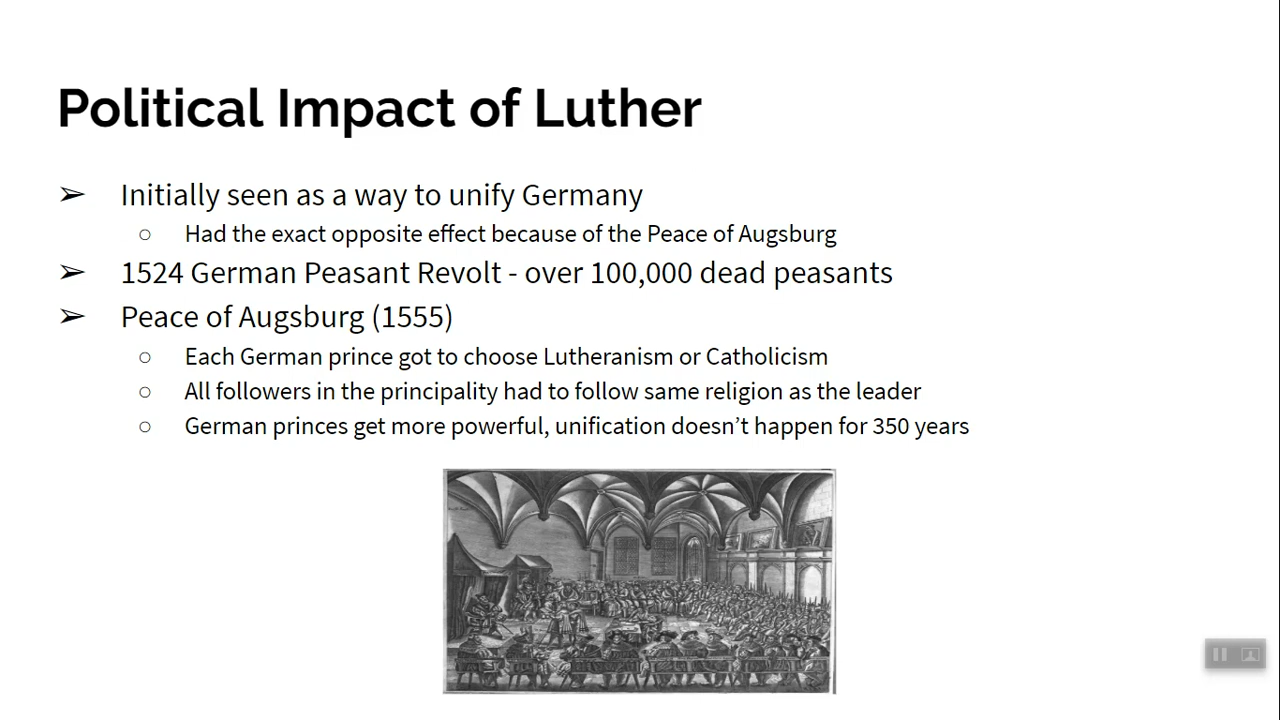 Political Impact of Luther
➢ Initially seen as a way to unify Germany
○ Had the exact opposite effect because of the Peace of Augsburg
➢ 1524 German Peasant Revolt - over 100,000 dead peasants
➢ Peace of Augsburg (1555)
○ Each German prince got to choose Lutheranism or Catholicism
○ All followers in the principality had to follow same religion as the leader
○ German princes get more powerful, unification doesn’t happen for 350 years